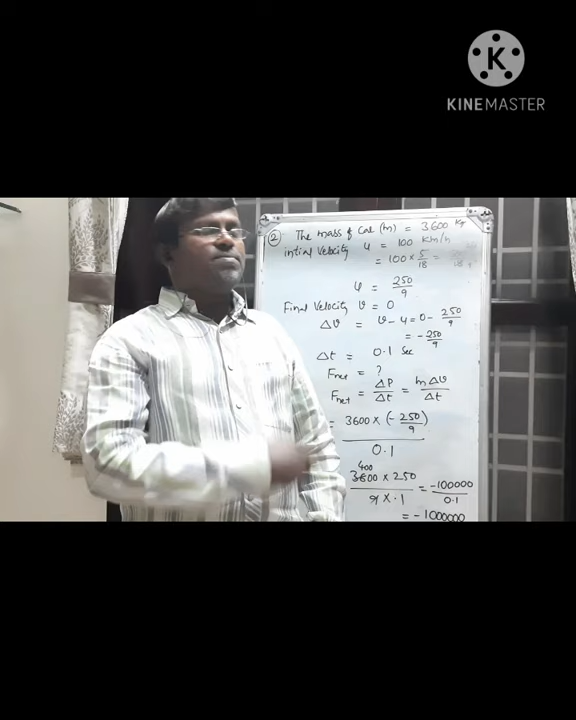 K
KINEMASTER
② The mass of Car (m) = 3600 Kg
intial velocity u = 100 Km/h
= 100 × 5/18 =
u = 250/9
Final velocity v = 0
Δv = v - u = 0 - 250/9
= - 250/9
Δt = 0.1 Sec
Fnet = ?
Fnet = ΔP/Δt = mΔv/Δt
= 3600 × (- 250/9) / 0.1
400
3600 × 250 / 9 × .1 = -100000/0.1
= -1000000